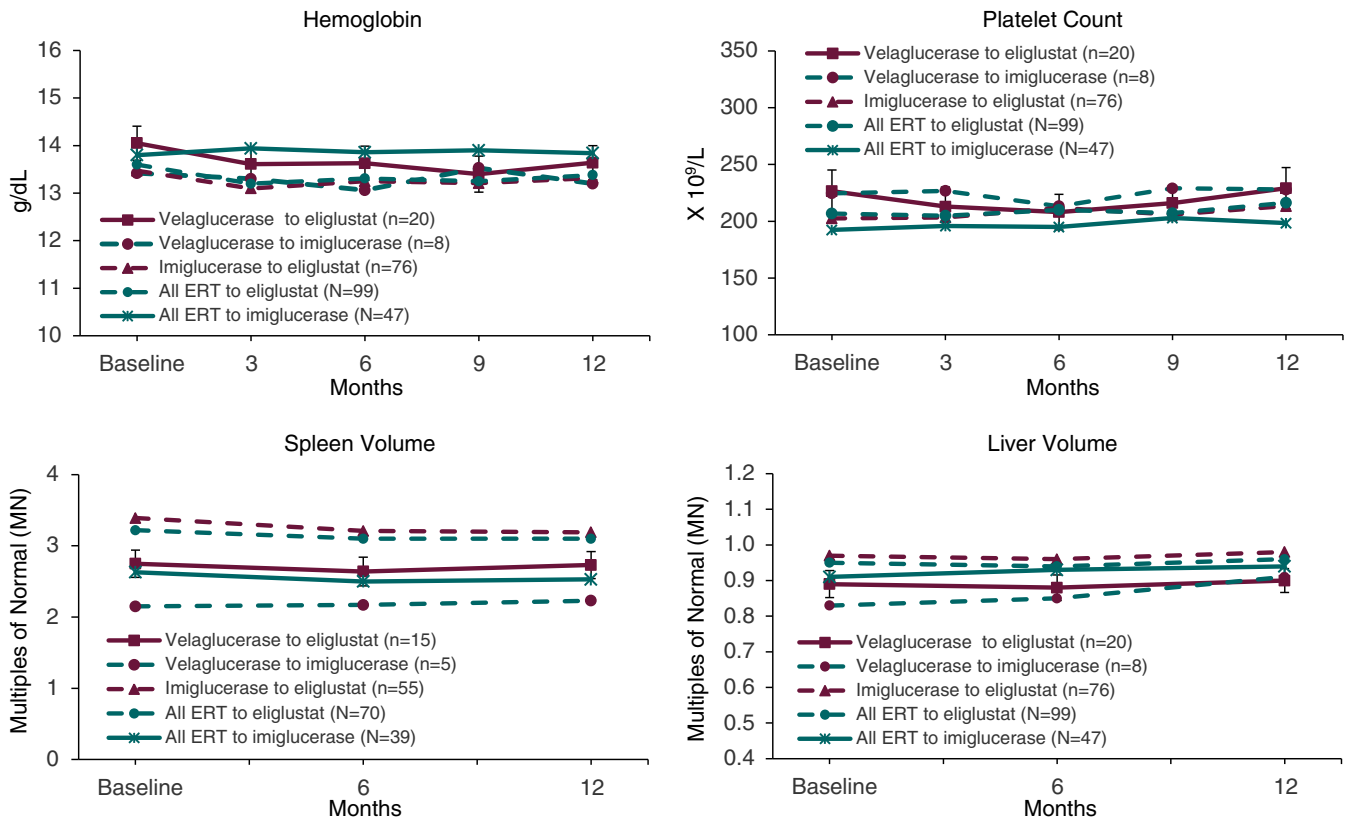 Hemoglobin
g/dL
16
15
14
13
12
11
10
Velaglucerase to eliglustat (n=20)
Velaglucerase to imiglucerase (n=8)
Imiglucerase to eliglustat (n=76)
All ERT to eliglustat (N=99)
All ERT to imiglucerase (N=47)
Baseline 3 6 9 12
Months
Platelet Count
X 10⁹/L
350
300
250
200
150
100
Velaglucerase to eliglustat (n=20)
Velaglucerase to imiglucerase (n=8)
Imiglucerase to eliglustat (n=76)
All ERT to eliglustat (N=99)
All ERT to imiglucerase (N=47)
Baseline 3 6 9 12
Months
Spleen Volume
Multiples of Normal (MN)
4
3
2
1
0
Velaglucerase to eliglustat (n=15)
Velaglucerase to imiglucerase (n=5)
Imiglucerase to eliglustat (n=55)
All ERT to eliglustat (N=70)
All ERT to imiglucerase (N=39)
Baseline 6 12
Months
Liver Volume
Multiples of Normal (MN)
1.2
1.1
1.0
0.9
0.8
0.7
0.6
0.5
0.4
Velaglucerase to eliglustat (n=20)
Velaglucerase to imiglucerase (n=8)
Imiglucerase to eliglustat (n=76)
All ERT to eliglustat (N=99)
All ERT to imiglucerase (N=47)
Baseline 6 12
Months